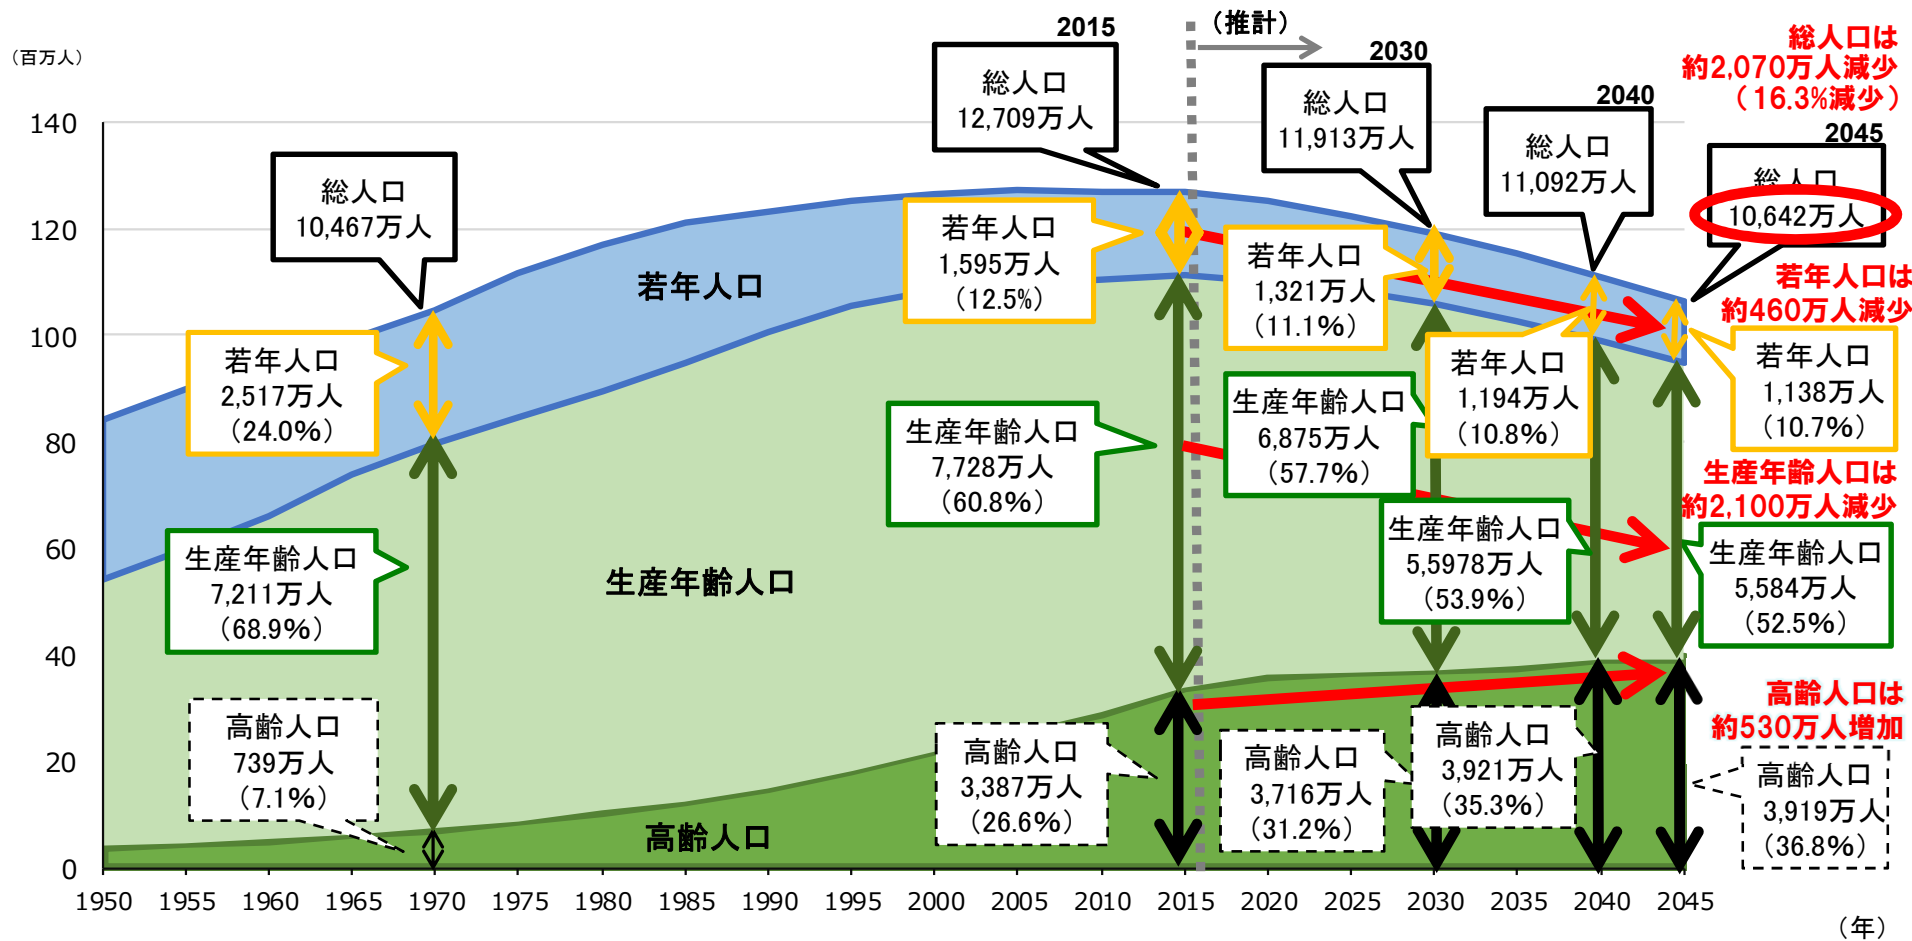 （百万人）
140
120
100
80
60
40
20
0
1950 1955 1960 1965 1970 1975 1980 1985 1990 1995 2000 2005 2010 2015 2020 2025 2030 2035 2040 2045
（年）
総人口
10,467万人
若年人口
2,517万人
（24.0%）
生産年齢人口
7,211万人
（68.9%）
高齢人口
739万人
（7.1%）
若年人口
生産年齢人口
高齢人口
2015
総人口
12,709万人
若年人口
1,595万人
（12.5%）
生産年齢人口
7,728万人
（60.8%）
高齢人口
3,387万人
（26.6%）
（推計）
2030
総人口
11,913万人
若年人口
1,321万人
（11.1%）
生産年齢人口
6,875万人
（57.7%）
高齢人口
3,716万人
（31.2%）
2040
総人口
11,092万人
若年人口
1,194万人
（10.8%）
生産年齢人口
5,5978万人
（53.9%）
高齢人口
3,921万人
（35.3%）
総人口は
約2,070万人減少
（16.3%減少）
2045
総人口
10,642万人
若年人口は
約460万人減少
若年人口
1,138万人
（10.7%）
生産年齢人口は
約2,100万人減少
生産年齢人口
5,584万人
（52.5%）
高齢人口は
約530万人増加
高齢人口
3,919万人
（36.8%）